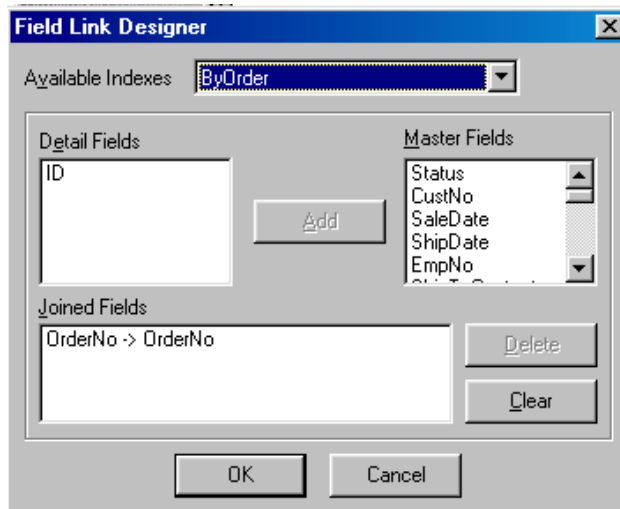 Field Link Designer
Available Indexes ByOrder
Detail Fields
ID
Add
Master Fields
Status
CustNo
SaleDate
ShipDate
EmpNo
Joined Fields
OrderNo -> OrderNo
Delete
Clear
OK Cancel